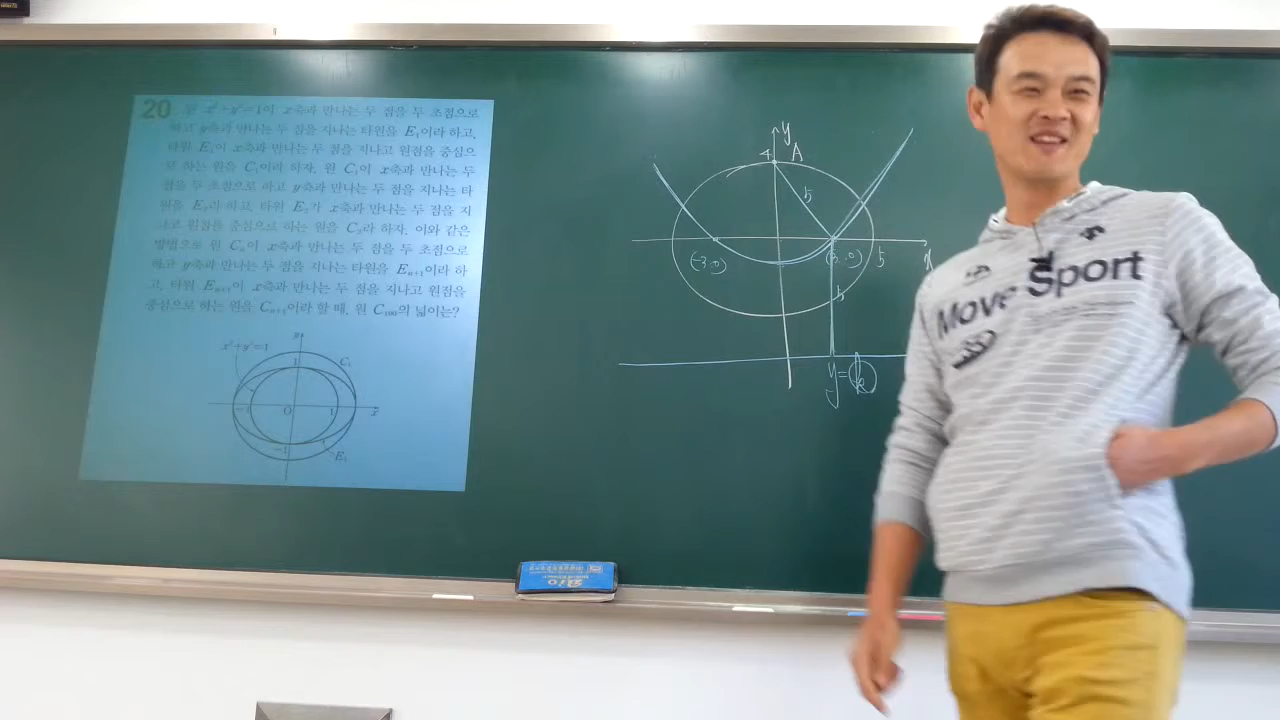 20 원 x²+y²=1이 x축과 만나는 두 점을 두 초점으로
하고 y축과 만나는 두 점을 지나는 타원을 E₁이라 하고,
타원 E₁이 x축과 만나는 두 점을 지나고 원점을 중심으
로 하는 원을 C₁이라 하자. 원 C₁이 x축과 만나는 두
점을 두 초점으로 하고 y축과 만나는 두 점을 지나는 타
원을 E₂라 하고, 타원 E₂가 x축과 만나는 두 점을 지
나고 원점을 중심으로 하는 원을 C₂라 하자. 이와 같은
방법으로 원 Cₙ이 x축과 만나는 두 점을 두 초점으로
하고 y축과 만나는 두 점을 지나는 타원을 Eₙ₊₁이라 하
고, 타원 Eₙ₊₁이 x축과 만나는 두 점을 지나고 원점을
중심으로 하는 원을 Cₙ₊₁이라 할 때, 원 C₁₀₀의 넓이는?
x²+y²=1
y
1
C₁
-1
O
1
x
-1
E₁
y
4
A
5
(-3,0)
(3,0)
5
x
5
y=k
Move Sport